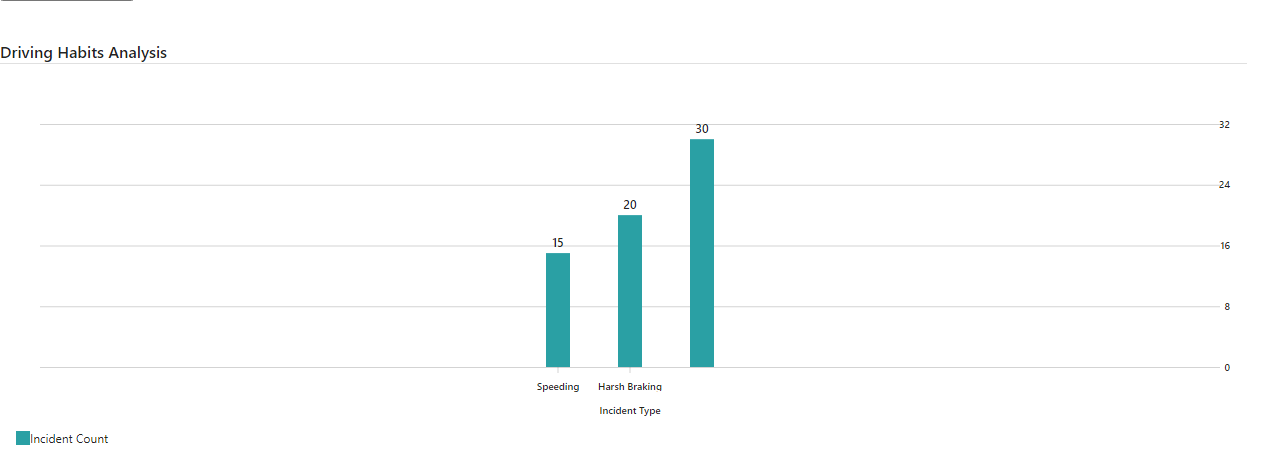 Driving Habits Analysis
32
30
24
20
16
15
8
0
Speeding Harsh Braking
Incident Type
Incident Count